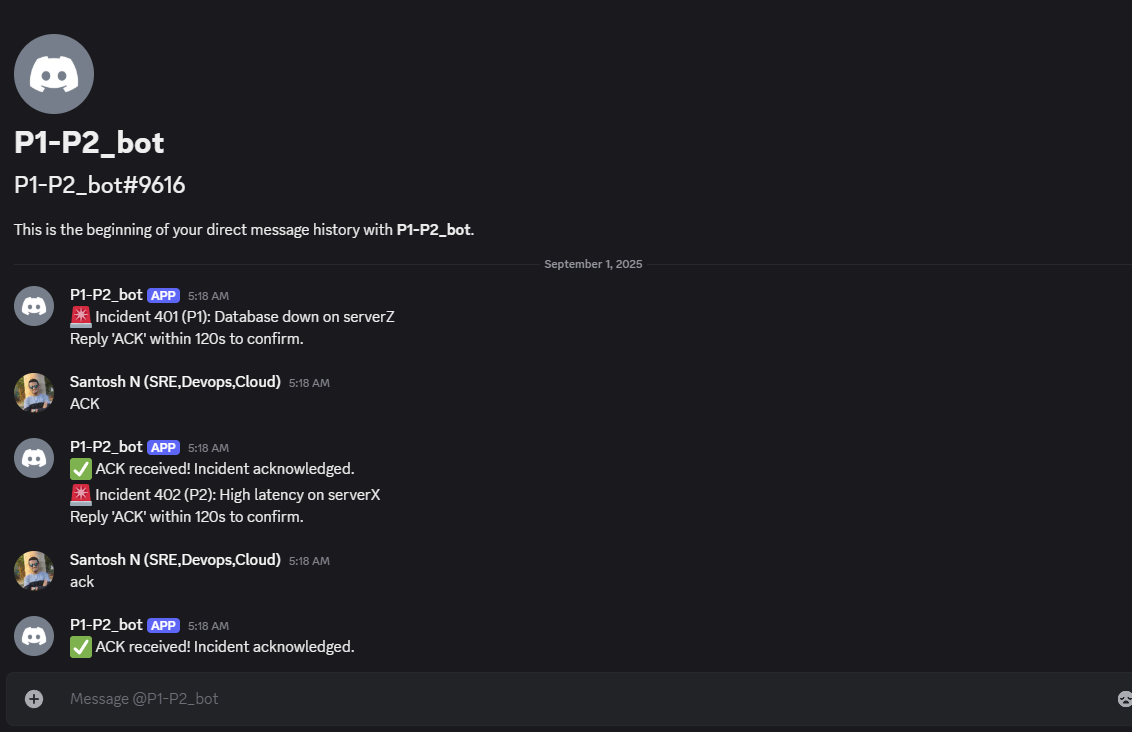 P1-P2_bot
P1-P2_bot#9616
This is the beginning of your direct message history with P1-P2_bot.
September 1, 2025
P1-P2_bot APP 5:18 AM
🚨 Incident 401 (P1): Database down on serverZ
Reply 'ACK' within 120s to confirm.
Santosh N (SRE,Devops,Cloud) 5:18 AM
ACK
P1-P2_bot APP 5:18 AM
✅ ACK received! Incident acknowledged.
🚨 Incident 402 (P2): High latency on serverX
Reply 'ACK' within 120s to confirm.
Santosh N (SRE,Devops,Cloud) 5:18 AM
ack
P1-P2_bot APP 5:18 AM
✅ ACK received! Incident acknowledged.
Message @P1-P2_bot